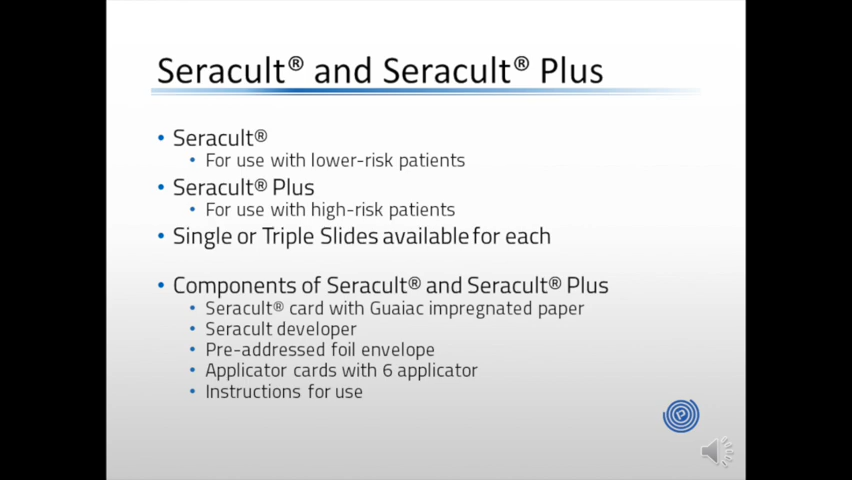 Seracult® and Seracult® Plus
• Seracult®
• For use with lower-risk patients
• Seracult® Plus
• For use with high-risk patients
• Single or Triple Slides available for each
• Components of Seracult® and Seracult® Plus
• Seracult® card with Guaiac impregnated paper
• Seracult developer
• Pre-addressed foil envelope
• Applicator cards with 6 applicator
• Instructions for use
P